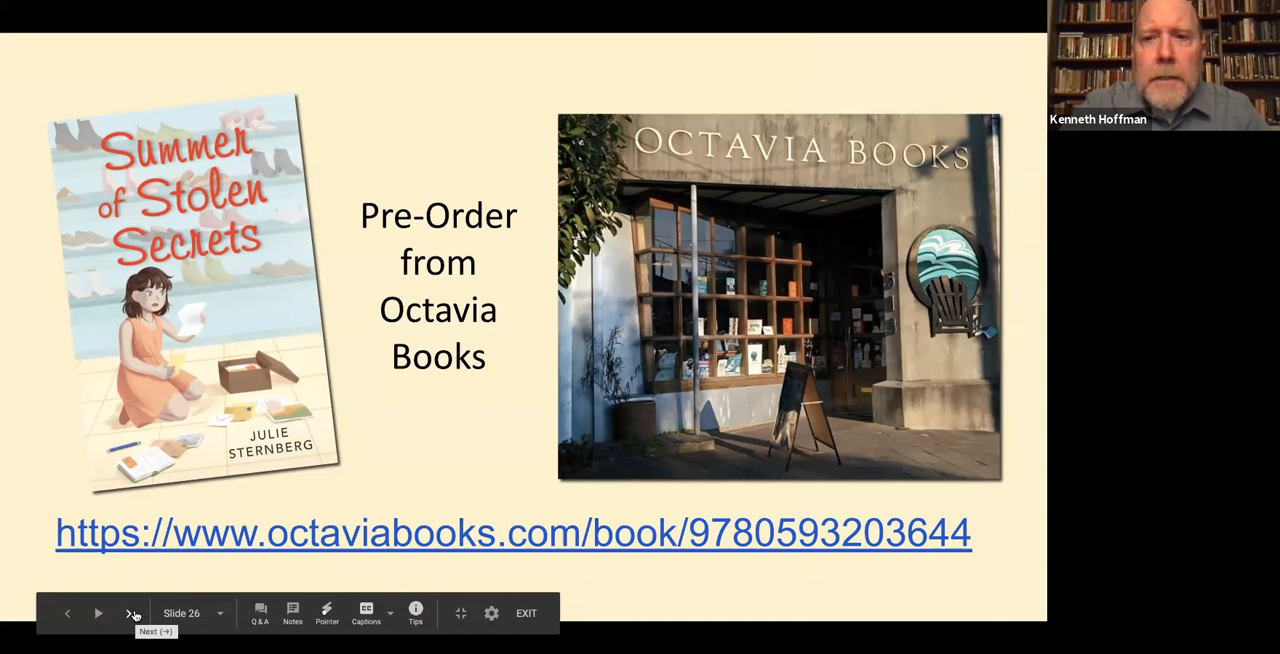 Kenneth Hoffman
Summer
of Stolen
Secrets
JULIE
STERNBERG
Pre-Order
from
Octavia
Books
OCTAVIA BOOKS
https://www.octaviabooks.com/book/9780593203644
Slide 26
Q & A
Notes
Pointer
CC
Captions
Tips
EXIT
Next (→)